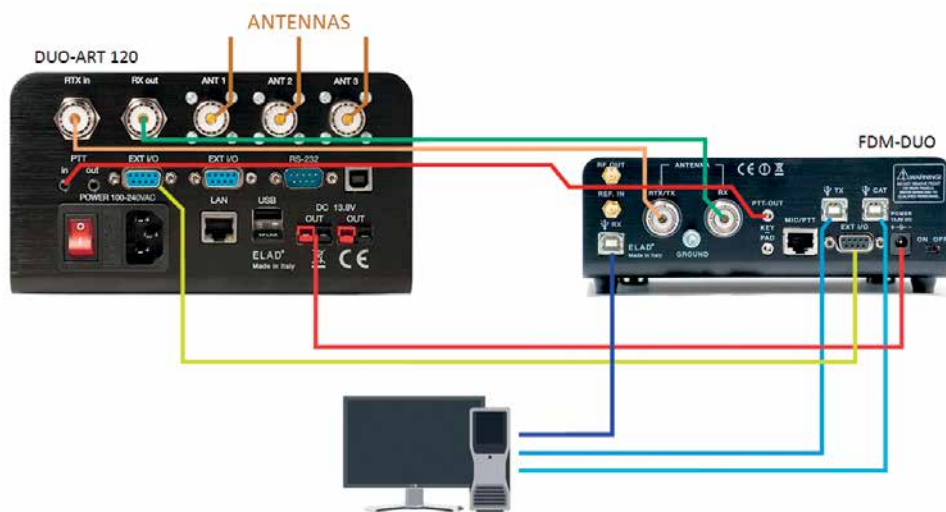 ANTENNAS
DUO-ART 120
RTX in
RX out
ANT 1
ANT 2
ANT 3
PTT
in
out
EXT I/O
EXT I/O
RS-232
POWER 100-240VAC
LAN
USB
DC 13.8V
OUT
OUT
ELAD
Made in Italy
CE
FDM-DUO
RF OUT
REF. IN
RX
ANTENNA
RTX/TX
RX
GROUND
ELAD
Made in Italy
CE
PTT-OUT
KEY
PAD
MIC/PTT
TX
CAT
EXT I/O
WARNING!
POWER
ON OFF